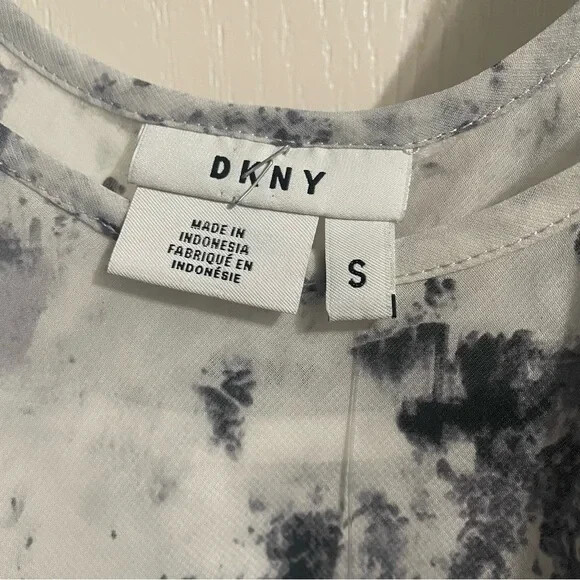 DKNY
MADE IN
INDONESIA
FABRIQUÉ EN
INDONÉSIE
S